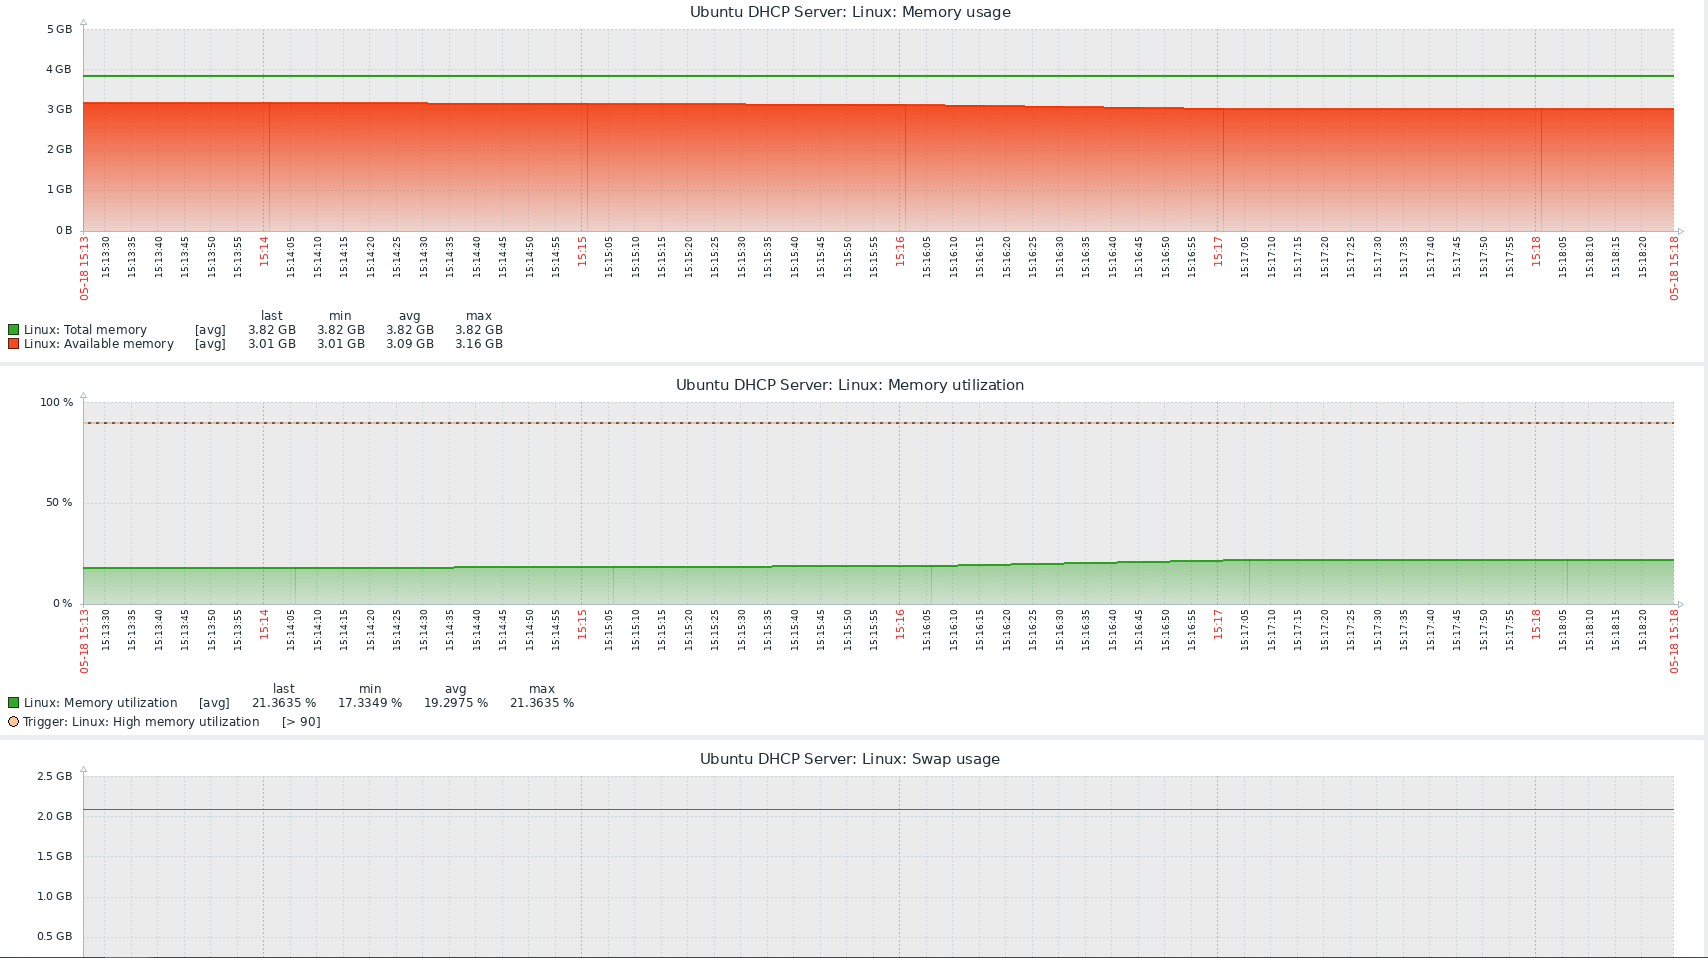 Ubuntu DHCP Server: Linux: Memory usage
5 GB
4 GB
3 GB
2 GB
1 GB
0 B
05-18 15:13 15:13:30 15:13:35 15:13:40 15:13:45 15:13:50 15:13:55 15:14 15:14:05 15:14:10 15:14:15 15:14:20 15:14:25 15:14:30 15:14:35 15:14:40 15:14:45 15:14:50 15:14:55 15:15 15:15:05 15:15:10 15:15:15 15:15:20 15:15:25 15:15:30 15:15:35 15:15:40 15:15:45 15:15:50 15:15:55 15:16 15:16:05 15:16:10 15:16:15 15:16:20 15:16:25 15:16:30 15:16:35 15:16:40 15:16:45 15:16:50 15:16:55 15:17 15:17:05 15:17:10 15:17:15 15:17:20 15:17:25 15:17:30 15:17:35 15:17:40 15:17:45 15:17:50 15:17:55 15:18 15:18:05 15:18:10 15:18:15 15:18:20 05-18 15:18
last min avg max
Linux: Total memory [avg] 3.82 GB 3.82 GB 3.82 GB 3.82 GB
Linux: Available memory [avg] 3.01 GB 3.01 GB 3.09 GB 3.16 GB
Ubuntu DHCP Server: Linux: Memory utilization
100 %
50 %
0 %
05-18 15:13 15:13:30 15:13:35 15:13:40 15:13:45 15:13:50 15:13:55 15:14 15:14:05 15:14:10 15:14:15 15:14:20 15:14:25 15:14:30 15:14:35 15:14:40 15:14:45 15:14:50 15:14:55 15:15 15:15:05 15:15:10 15:15:15 15:15:20 15:15:25 15:15:30 15:15:35 15:15:40 15:15:45 15:15:50 15:15:55 15:16 15:16:05 15:16:10 15:16:15 15:16:20 15:16:25 15:16:30 15:16:35 15:16:40 15:16:45 15:16:50 15:16:55 15:17 15:17:05 15:17:10 15:17:15 15:17:20 15:17:25 15:17:30 15:17:35 15:17:40 15:17:45 15:17:50 15:17:55 15:18 15:18:05 15:18:10 15:18:15 15:18:20 05-18 15:18
last min avg max
Linux: Memory utilization [avg] 21.3635 % 17.3349 % 19.2975 % 21.3635 %
Trigger: Linux: High memory utilization [> 90]
Ubuntu DHCP Server: Linux: Swap usage
2.5 GB
2.0 GB
1.5 GB
1.0 GB
0.5 GB